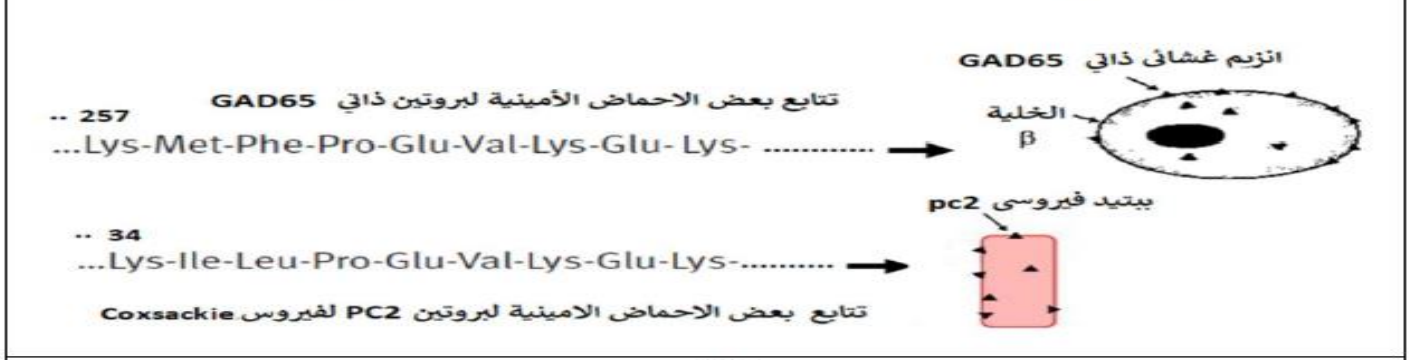 انزيم غشائى ذاتي GAD65
تتابع بعض الاحماض الأمينية لبروتين ذاتي GAD65
.. 257
...Lys-Met-Phe-Pro-Glu-Val-Lys-Glu- Lys- ............
الخلية
β
ببتيد فيروسى pc2
.. 34
...Lys-Ile-Leu-Pro-Glu-Val-Lys-Glu-Lys-..........
تتابع بعض الاحماض الامينية لبروتين PC2 لفيروس Coxsackie